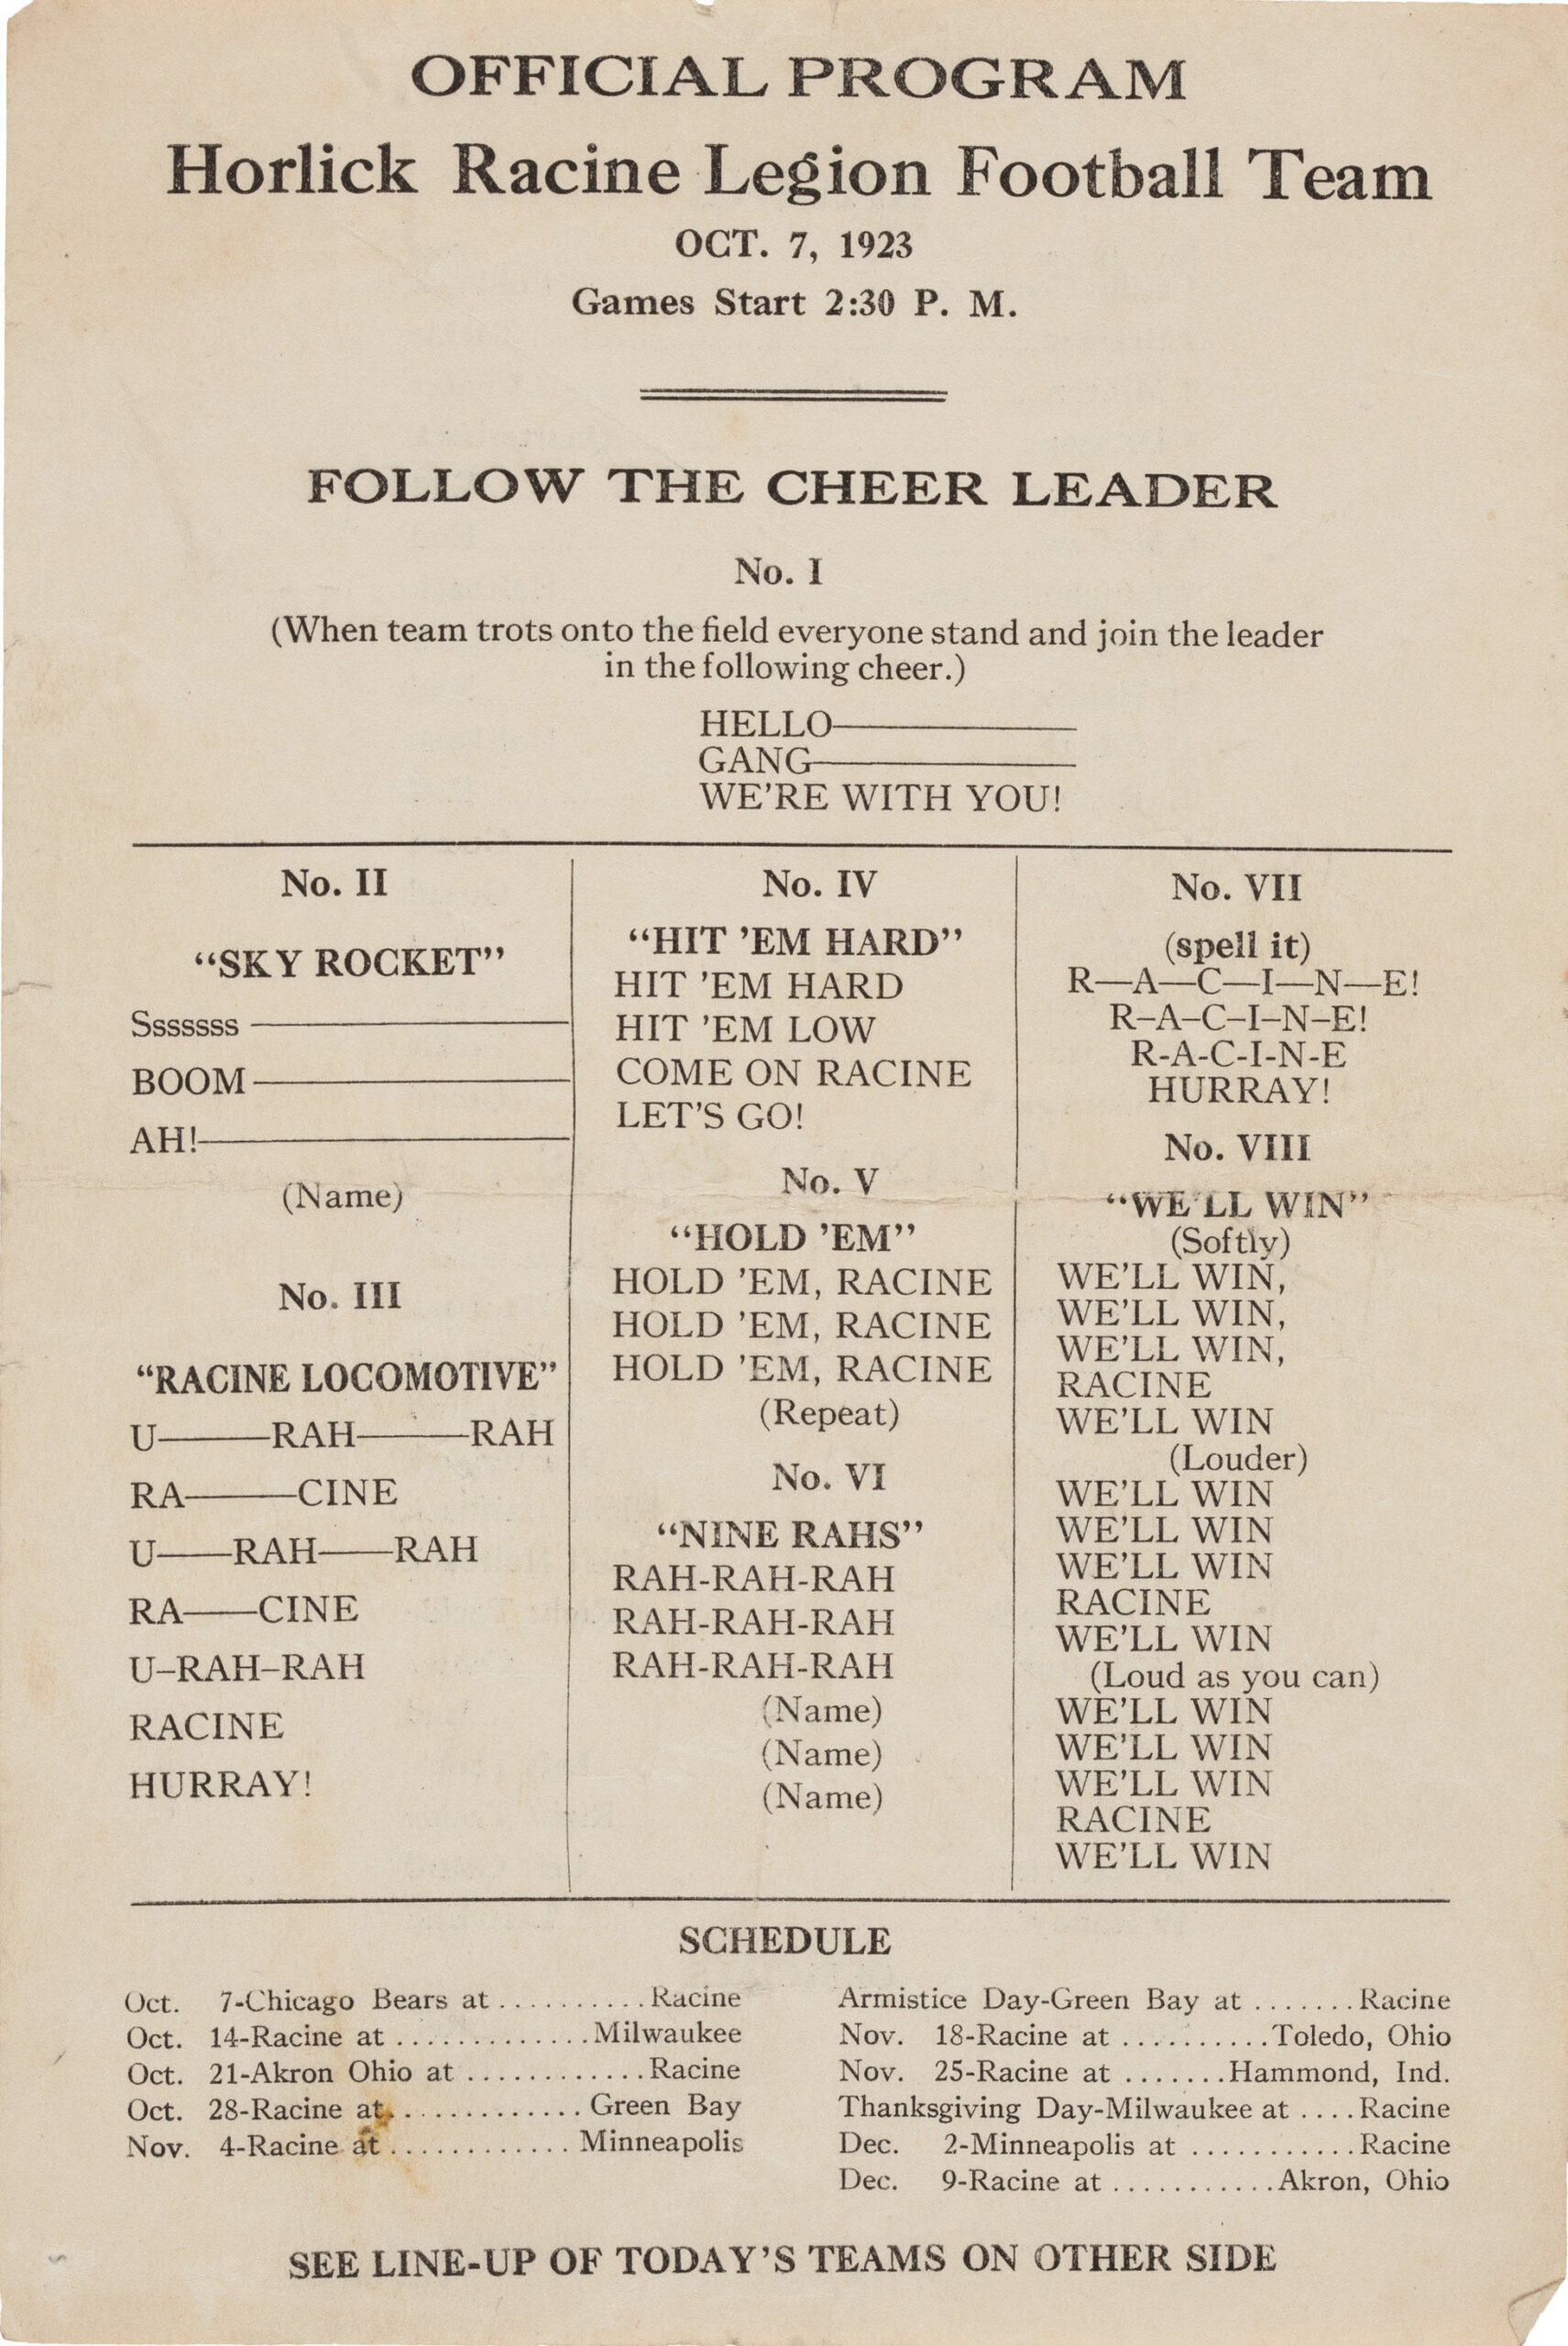 OFFICIAL PROGRAM
Horlick Racine Legion Football Team
OCT. 7, 1923
Games Start 2:30 P. M.
FOLLOW THE CHEER LEADER
No. I
(When team trots onto the field everyone stand and join the leader
in the following cheer.)
HELLO————
GANG————
WE'RE WITH YOU!
No. II
“SKY ROCKET”
Sssssss ————
BOOM ————
AH!————
(Name)
No. III
“RACINE LOCOMOTIVE”
U———RAH———RAH
RA———CINE
U——RAH——RAH
RA——CINE
U–RAH–RAH
RACINE
HURRAY!
No. IV
“HIT ’EM HARD”
HIT ’EM HARD
HIT ’EM LOW
COME ON RACINE
LET'S GO!
No. V
“HOLD ’EM”
HOLD ’EM, RACINE
HOLD ’EM, RACINE
HOLD ’EM, RACINE
(Repeat)
No. VI
“NINE RAHS”
RAH-RAH-RAH
RAH-RAH-RAH
RAH-RAH-RAH
(Name)
(Name)
(Name)
No. VII
(spell it)
R—A—C—I—N—E!
R–A–C–I–N–E!
R-A-C-I-N-E
HURRAY!
No. VIII
“WE'LL WIN”
(Softly)
WE'LL WIN,
WE'LL WIN,
WE'LL WIN,
RACINE
WE'LL WIN
(Louder)
WE'LL WIN
WE'LL WIN
WE'LL WIN
RACINE
WE'LL WIN
(Loud as you can)
WE'LL WIN
WE'LL WIN
WE'LL WIN
RACINE
WE'LL WIN
SCHEDULE
Oct. 7-Chicago Bears at ..........Racine
Oct. 14-Racine at .............Milwaukee
Oct. 21-Akron Ohio at ............Racine
Oct. 28-Racine at.............Green Bay
Nov. 4-Racine at ............Minneapolis
Armistice Day-Green Bay at .......Racine
Nov. 18-Racine at ..........Toledo, Ohio
Nov. 25-Racine at .......Hammond, Ind.
Thanksgiving Day-Milwaukee at ....Racine
Dec. 2-Minneapolis at ...........Racine
Dec. 9-Racine at ...........Akron, Ohio
SEE LINE-UP OF TODAY'S TEAMS ON OTHER SIDE